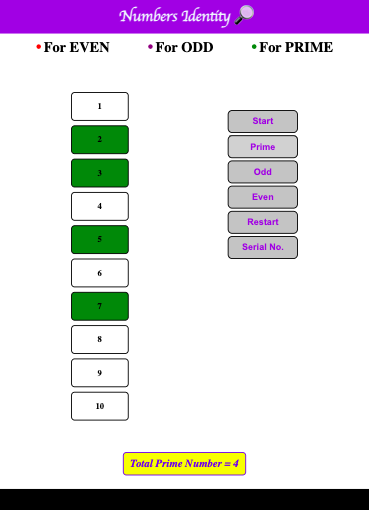 Numbers Identity
For EVEN
For ODD
For PRIME
1
2
3
4
5
6
7
8
9
10
Start
Prime
Odd
Even
Restart
Serial No.
Total Prime Number = 4